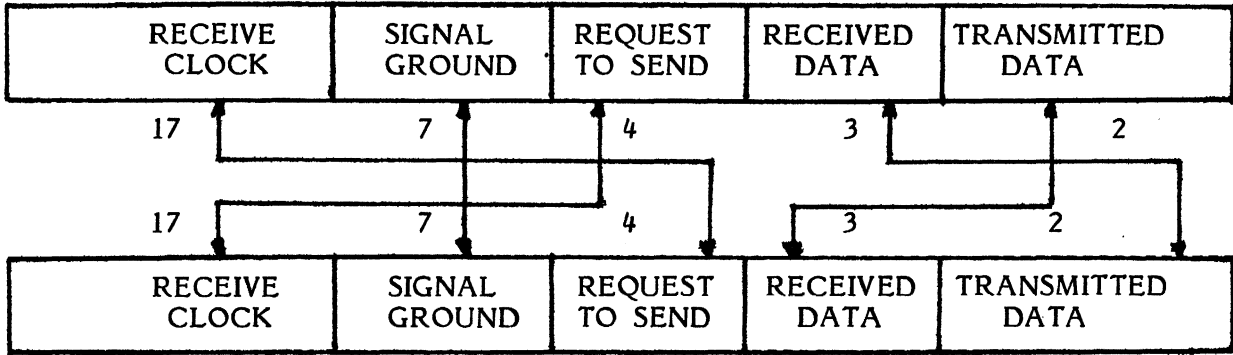 RECEIVE CLOCK SIGNAL GROUND REQUEST TO SEND RECEIVED DATA TRANSMITTED DATA
17 7 4 3 2
17 7 4 3 2
RECEIVE CLOCK SIGNAL GROUND REQUEST TO SEND RECEIVED DATA TRANSMITTED DATA